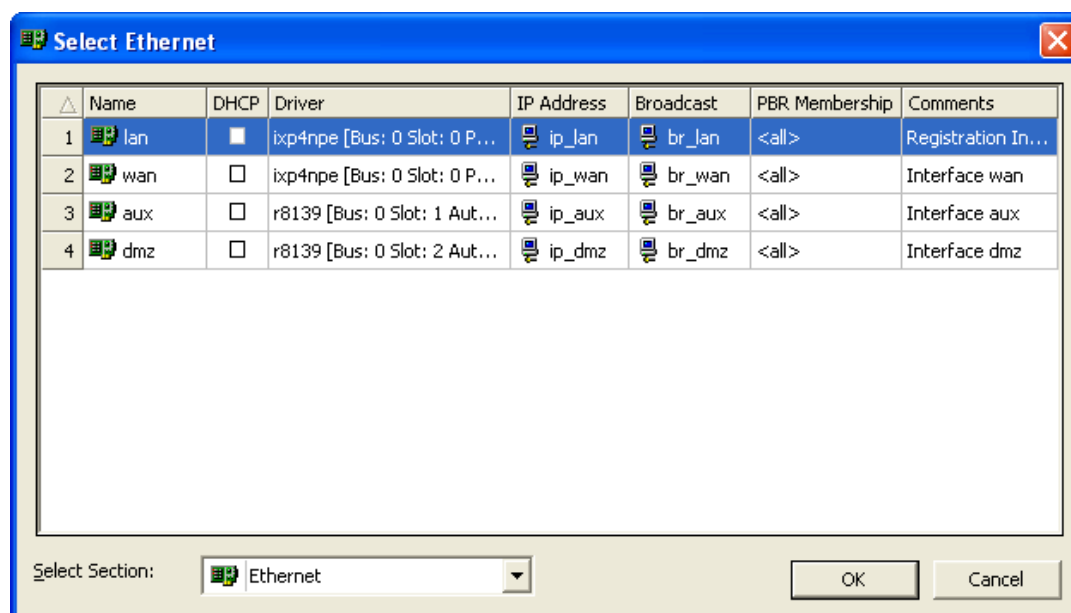 Select Ethernet
Name DHCP Driver IP Address Broadcast PBR Membership Comments
1 lan ixp4npe [Bus: 0 Slot: 0 P... ip_lan br_lan <all> Registration In...
2 wan ixp4npe [Bus: 0 Slot: 0 P... ip_wan br_wan <all> Interface wan
3 aux r8139 [Bus: 0 Slot: 1 Aut... ip_aux br_aux <all> Interface aux
4 dmz r8139 [Bus: 0 Slot: 2 Aut... ip_dmz br_dmz <all> Interface dmz
Select Section: Ethernet OK Cancel